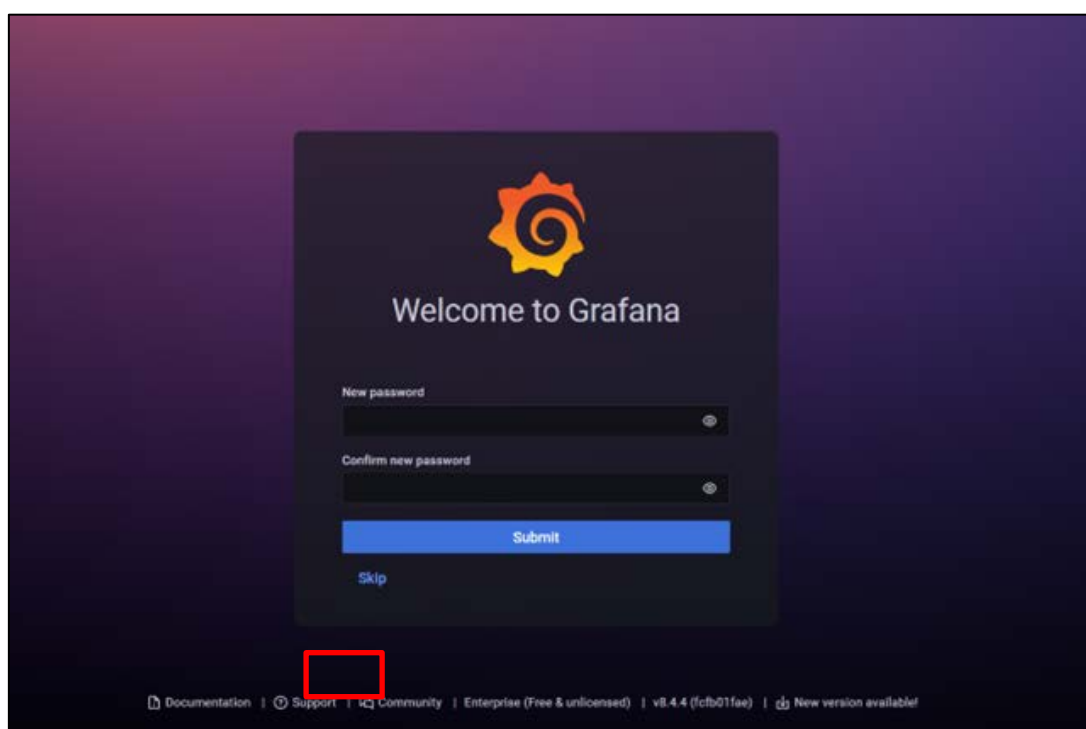 Welcome to Grafana
New password
Confirm new password
Submit
Skip
Documentation | Support | Community | Enterprise (Free & unlicensed) | v8.4.4 (fcfb01fae) | New version available!